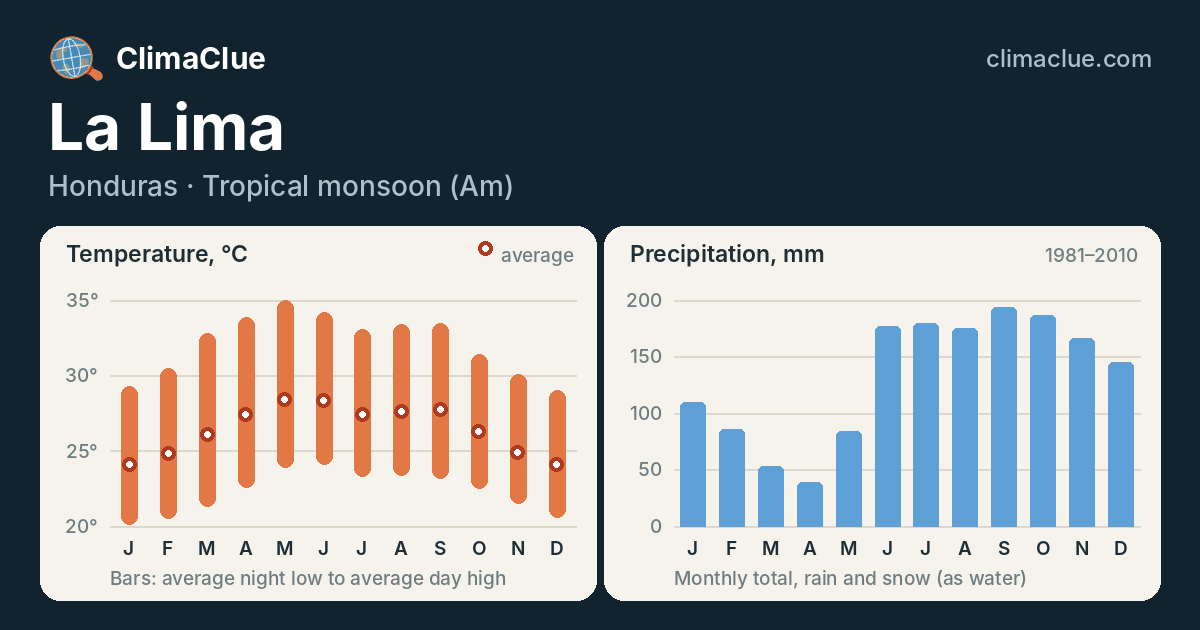 ClimaClue
climaclue.com
La Lima
Honduras · Tropical monsoon (Am)
Temperature, °C
average
35°
30°
25°
20°
J F M A M J J A S O N D
Bars: average night low to average day high
Precipitation, mm
1981–2010
200
150
100
50
0
J F M A M J J A S O N D
Monthly total, rain and snow (as water)